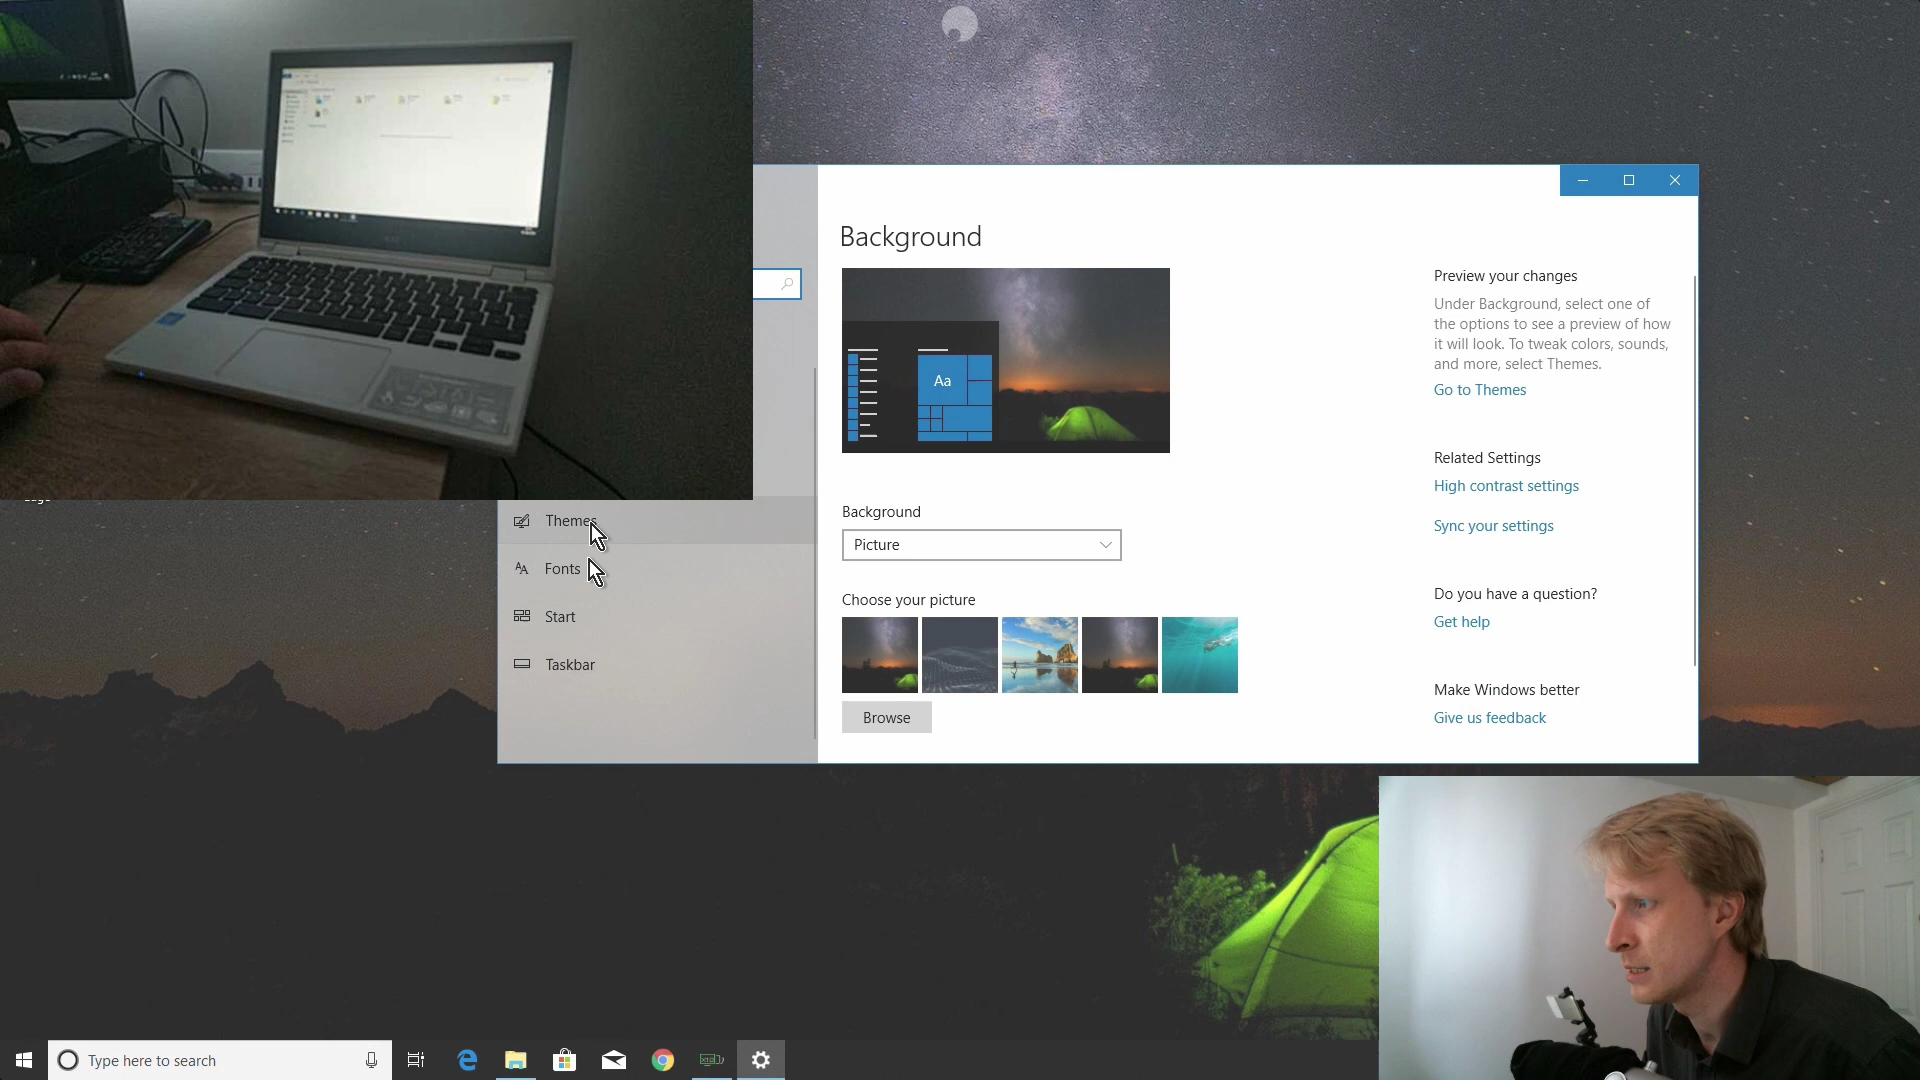 Background
Aa
Preview your changes
Under Background, select one of
the options to see a preview of how
it will look. To tweak colors, sounds,
and more, select Themes.
Go to Themes
Related Settings
High contrast settings
Sync your settings
Do you have a question?
Get help
Make Windows better
Give us feedback
Background
Picture
Choose your picture
Browse
Themes
Fonts
Start
Taskbar
Type here to search